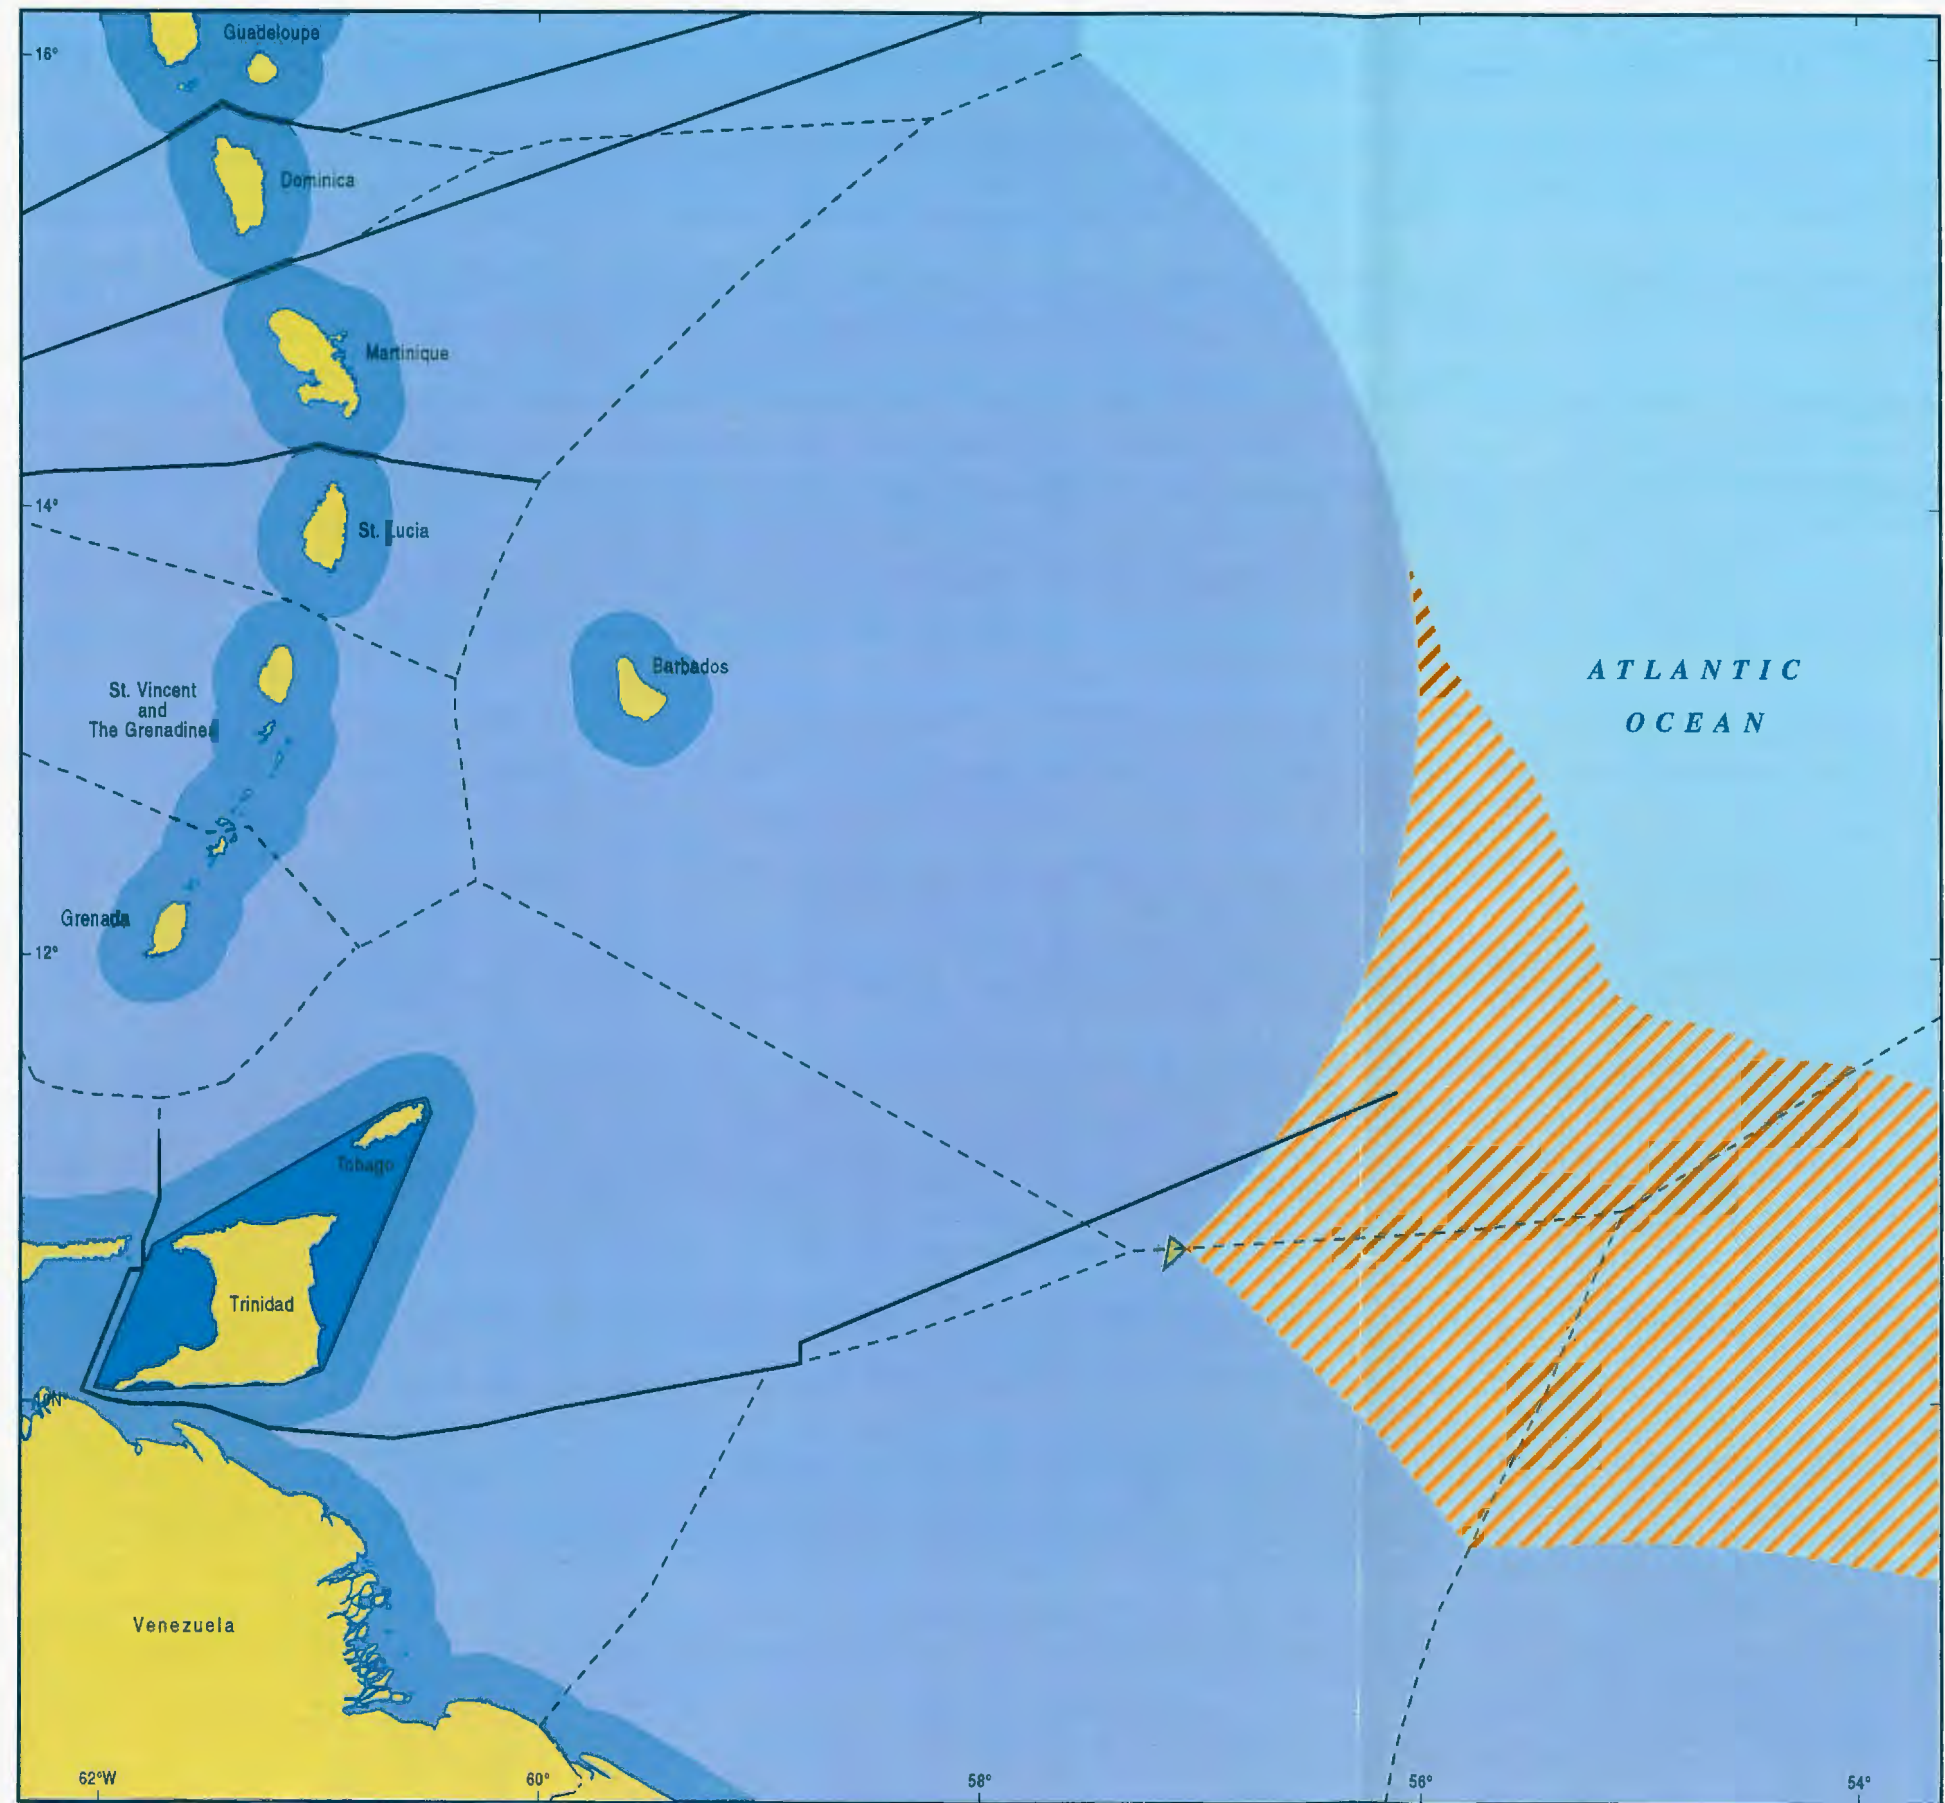 Guadeloupe
16°
Dominica
Martinique
14°
St. Lucia
Barbados
St. Vincent
and
The Grenadines
ATLANTIC
OCEAN
Grenada
12°
Tobago
Trinidad
Venezuela
62°W
60°
58°
56°
54°